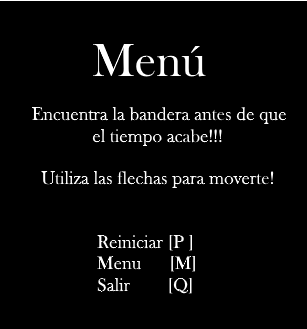 Menú
Encuentra la bandera antes de que
el tiempo acabe!!!
Utiliza las flechas para moverte!
Reiniciar [P ]
Menu [M]
Salir [Q]